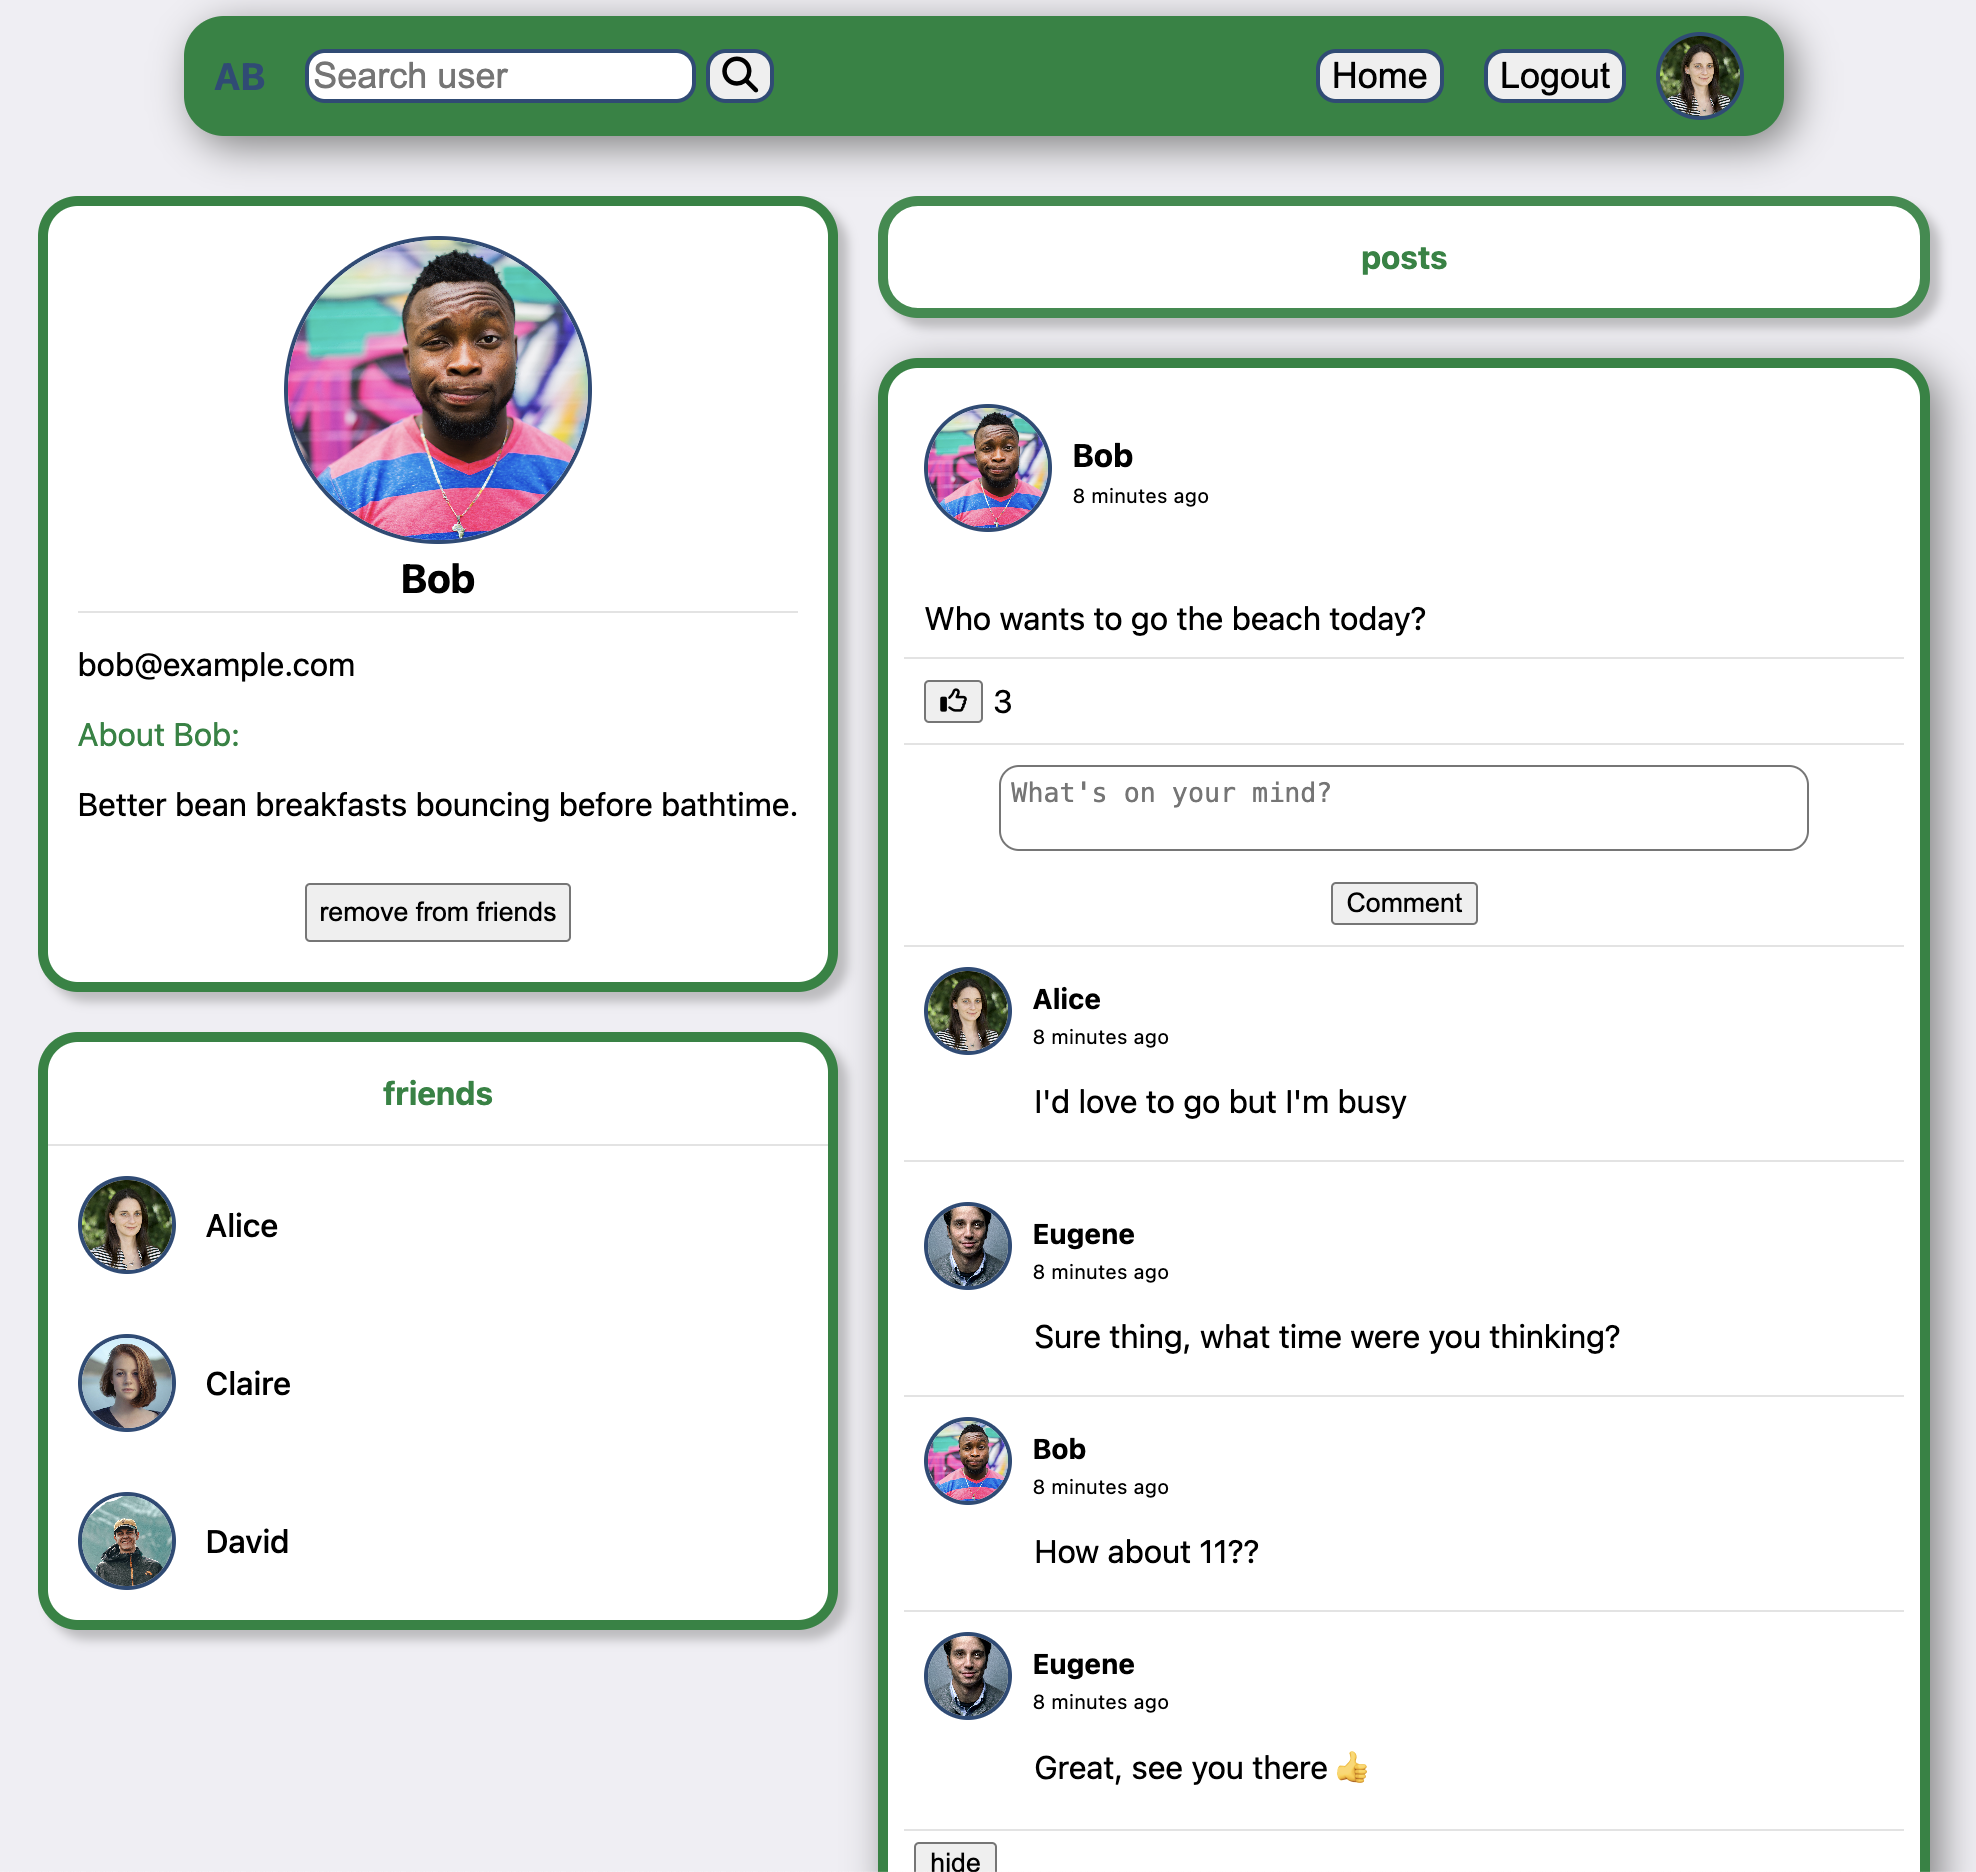 AB
Search user
Home
Logout
Bob
bob@example.com
About Bob:
Better bean breakfasts bouncing before bathtime.
remove from friends
friends
Alice
Claire
David
posts
Bob
8 minutes ago
Who wants to go the beach today?
3
What's on your mind?
Comment
Alice
8 minutes ago
I'd love to go but I'm busy
Eugene
8 minutes ago
Sure thing, what time were you thinking?
Bob
8 minutes ago
How about 11??
Eugene
8 minutes ago
Great, see you there 👍
hide